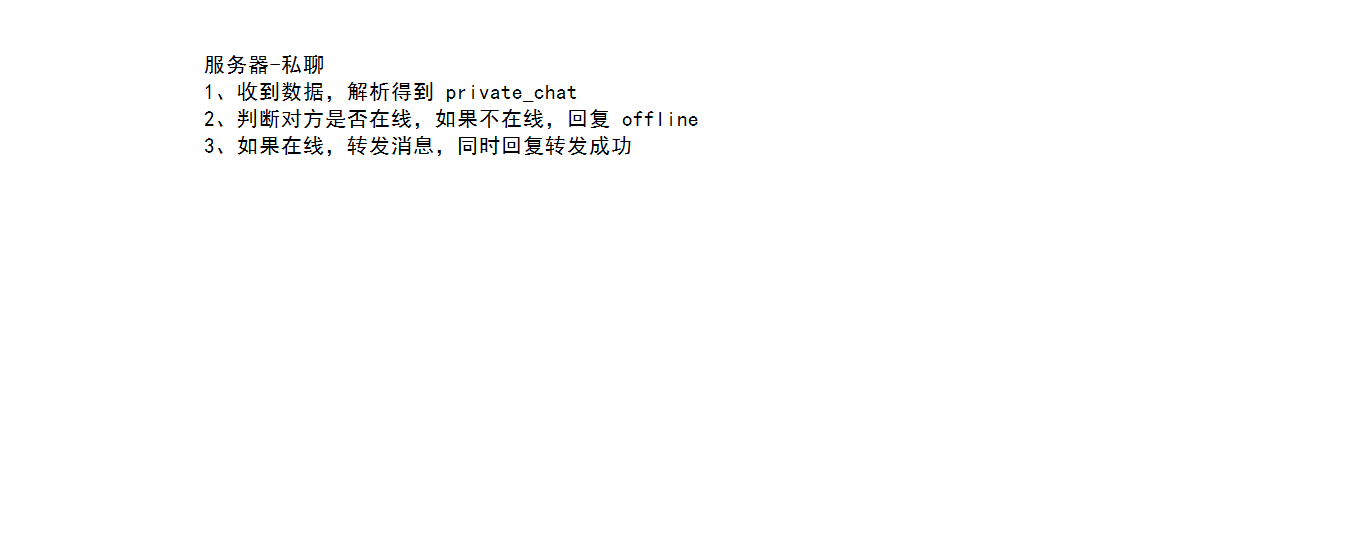 服务器-私聊
1、收到数据，解析得到 private_chat
2、判断对方是否在线，如果不在线，回复 offline
3、如果在线，转发消息，同时回复转发成功